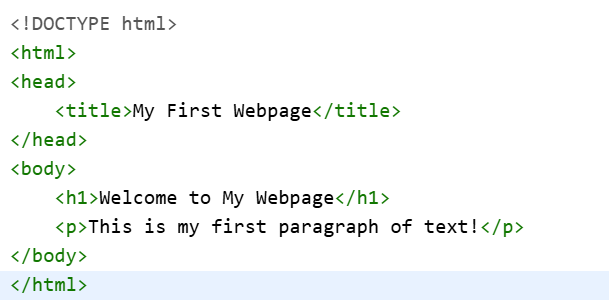 <!DOCTYPE html>
<html>
<head>
    <title>My First Webpage</title>
</head>
<body>
    <h1>Welcome to My Webpage</h1>
    <p>This is my first paragraph of text!</p>
</body>
</html>